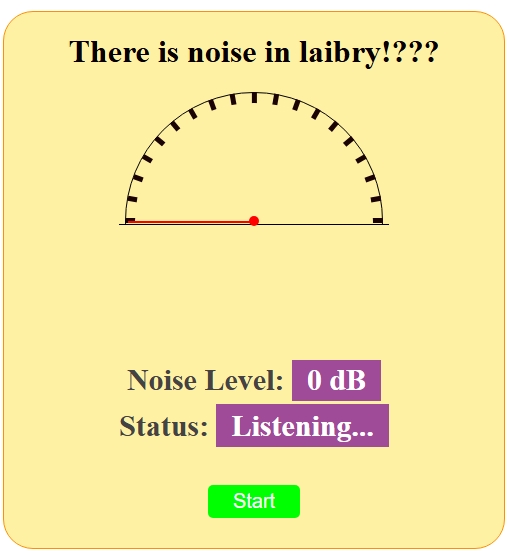 There is noise in laibry!???
Noise Level: 0 dB
Status: Listening...
Start